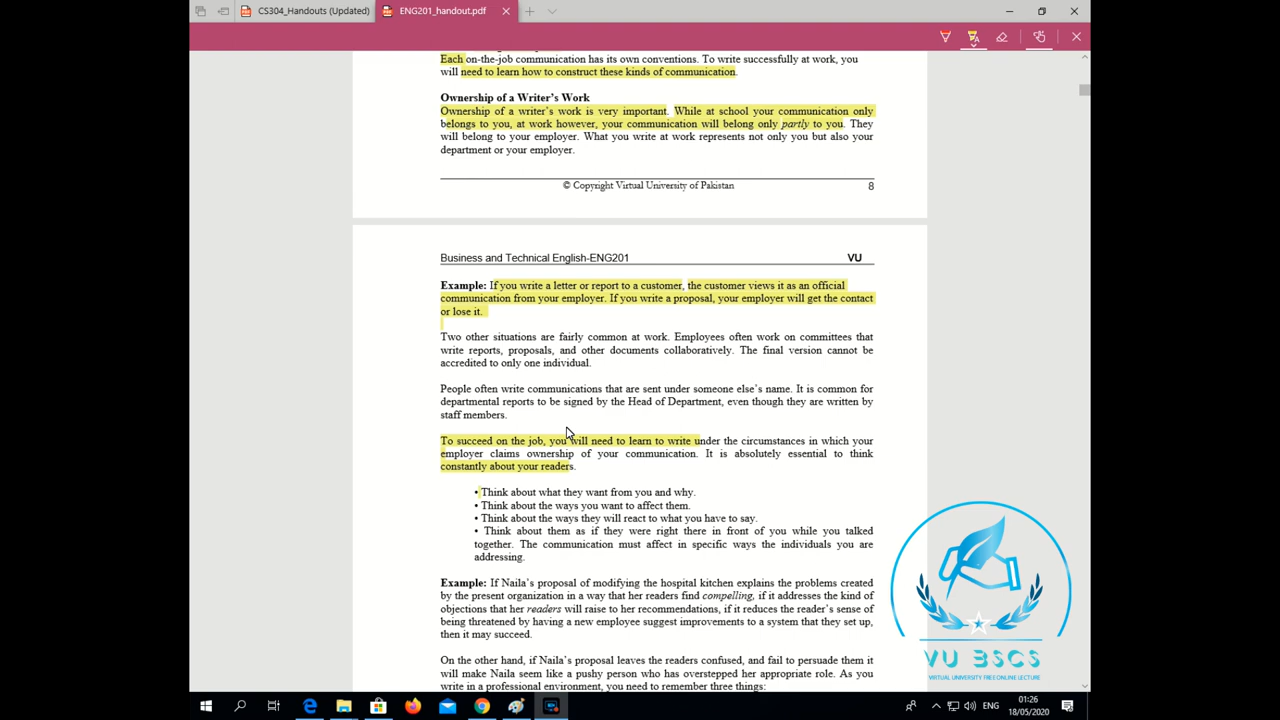 CS304_Handouts (Updated)
ENG201_handout.pdf
Each on-the-job communication has its own conventions. To write successfully at work, you
will need to learn how to construct these kinds of communication.
Ownership of a Writer's Work
Ownership of a writer's work is very important. While at school your communication only
belongs to you, at work however, your communication will belong only partly to you. They
will belong to your employer. What you write at work represents not only you but also your
department or your employer.
© Copyright Virtual University of Pakistan 8
Business and Technical English-ENG201 VU
Example: If you write a letter or report to a customer, the customer views it as an official
communication from your employer. If you write a proposal, your employer will get the contact
or lose it.
Two other situations are fairly common at work. Employees often work on committees that
write reports, proposals, and other documents collaboratively. The final version cannot be
accredited to only one individual.
People often write communications that are sent under someone else's name. It is common for
departmental reports to be signed by the Head of Department, even though they are written by
staff members.
To succeed on the job, you will need to learn to write under the circumstances in which your
employer claims ownership of your communication. It is absolutely essential to think
constantly about your readers.
• Think about what they want from you and why.
• Think about the ways you want to affect them.
• Think about the ways they will react to what you have to say.
• Think about them as if they were right there in front of you while you talked
together. The communication must affect in specific ways the individuals you are
addressing.
Example: If Naila's proposal of modifying the hospital kitchen explains the problems created
by the present organization in a way that her readers find compelling, if it addresses the kind of
objections that her readers will raise to her recommendations, if it reduces the reader's sense of
being threatened by having a new employee suggest improvements to a system that they set up,
then it may succeed.
On the other hand, if Naila's proposal leaves the readers confused, and fail to persuade them it
will make Naila seem like a pushy person who has overstepped her appropriate role. As you
write in a professional environment, you need to remember three things:
VU BSCS
VIRTUAL UNIVERSITY FREE ONLINE LECTURE
ENG
01:26
18/05/2020